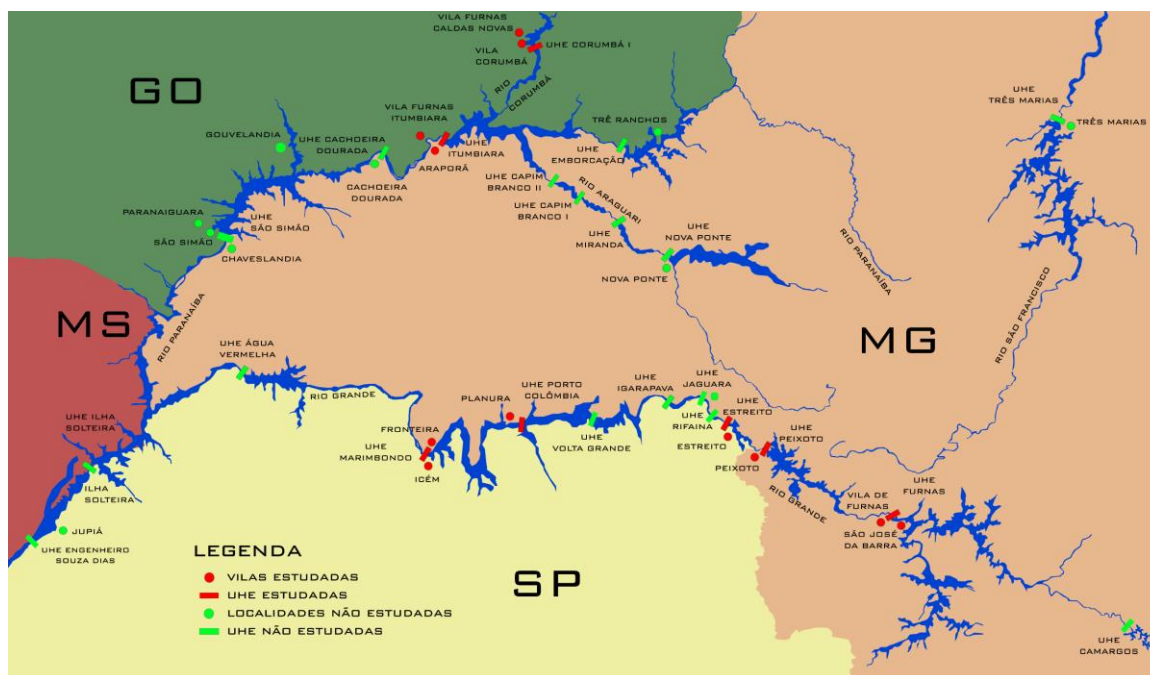 VILA FURNAS
CALDAS NOVAS
UHE CORUMBÁ I
VILA
CORUMBÁ
GO
RIO
CORUMBÁ
UHE
TRÊS MARIAS
TRÊS MARIAS
VILA FURNAS
ITUMBIARA
TRÊ RANCHOS
GOUVELANDIA
UHE CACHOEIRA
DOURADA
UHE
ITUMBIARA
UHE
EMBORCAÇÃO
ARAPORÃ
CACHOEIRA
DOURADA
UHE CAPIM
BRANCO II
RIO ARAGUARI
UHE CAPIM
BRANCO I
PARANAIGUARA
UHE
SÃO SIMÃO
SÃO SIMÃO
CHAVESLANDIA
UHE
MIRANDA
UHE
NOVA PONTE
NOVA PONTE
RIO PARANAÍBA
RIO SÃO FRANCISCO
MS
RIO PARANAÍBA
MG
UHE ÁGUA
VERMELHA
RIO GRANDE
UHE PORTO
COLÔMBIA
PLANURA
UHE
IGARAPAVA
UHE
JAGUARA
UHE
ESTREITO
UHE
RIFAINA
ESTREITO
UHE
PEIXOTO
PEIXOTO
UHE ILHA
SOLTEIRA
FRONTEIRA
UHE
MARIMBONDO
ICÉM
UHE
VOLTA GRANDE
ILHA
SOLTEIRA
RIO GRANDE
VILA DE
FURNAS
UHE
FURNAS
SÃO JOSÉ
DA BARRA
JUPIÁ
UHE ENGENHEIRO
SOUZA DIAS
LEGENDA
VILAS ESTUDADAS
UHE ESTUDADAS
LOCALIDADES NÃO ESTUDADAS
UHE NÃO ESTUDADAS
SP
UHE
CAMARGOS